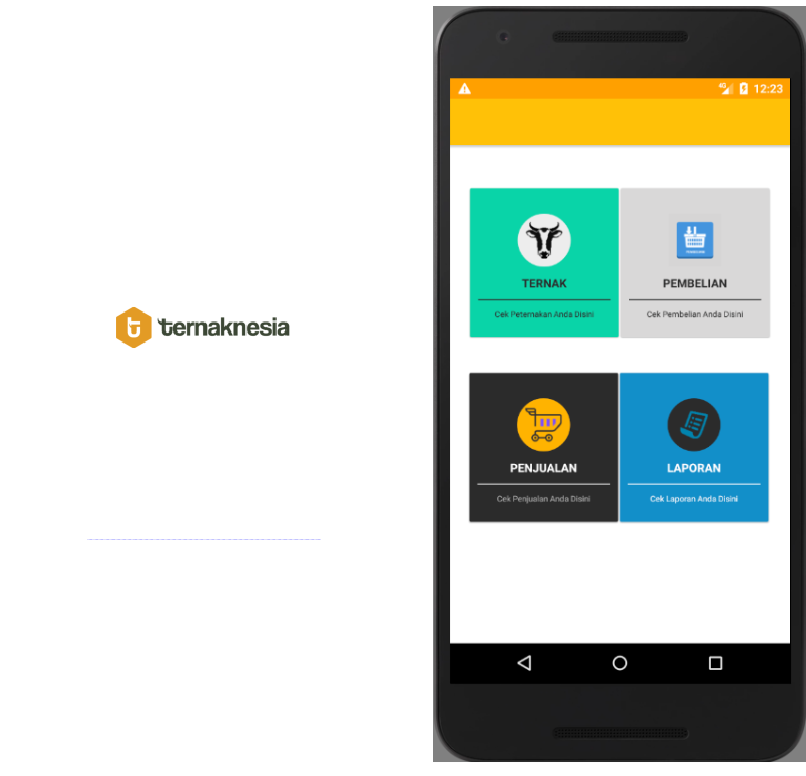 ternaknesia
4G 12:23
TERNAK
Cek Peternakan Anda Disini
PEMBELIAN
Cek Pembelian Anda Disini
PENJUALAN
Cek Penjualan Anda Disini
LAPORAN
Cek Laporan Anda Disini